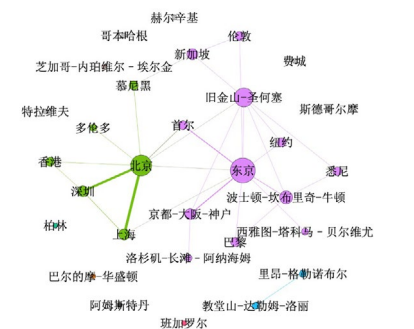 赫尔辛基
哥本哈根
伦敦
新加坡
费城
芝加哥-内珀维尔-埃尔金
慕尼黑
旧金山-圣何塞
特拉维夫
斯德哥尔摩
多伦多
首尔
纽约
香港
北京
东京
悉尼
深圳
波士顿-坎布里奇-牛顿
京都-大阪-神户
柏林
上海
西雅图-塔科马-贝尔维尤
巴黎
洛杉矶-长滩-阿纳海姆
巴尔的摩-华盛顿
里昂-格勒诺布尔
阿姆斯特丹
教堂山-达勒姆-洛丽
班加罗尔